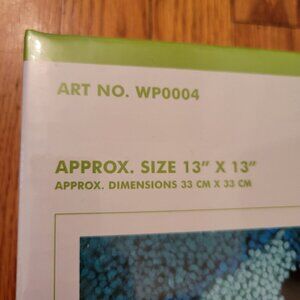 ART NO. WP0004
APPROX. SIZE 13" X 13"
APPROX. DIMENSIONS 33 CM X 33 CM